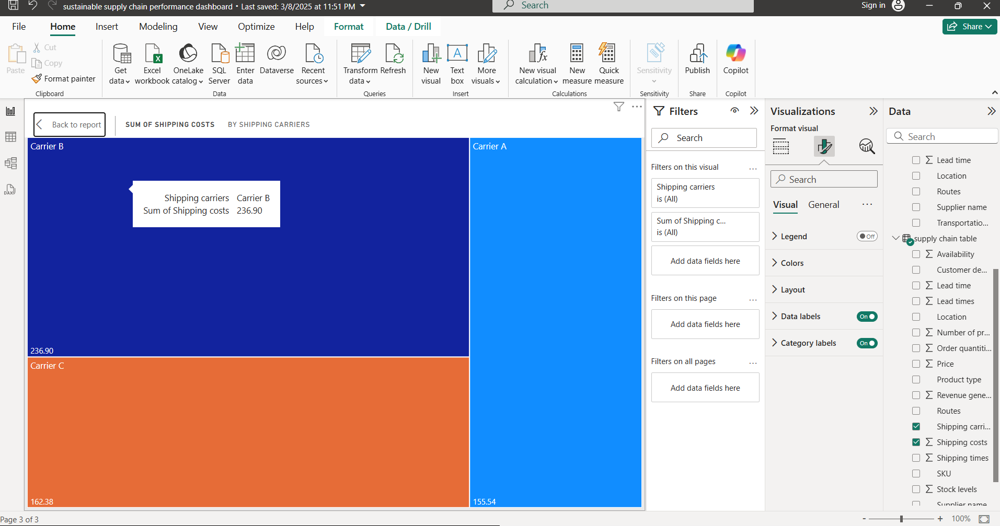 sustainable supply chain performance dashboard • Last saved: 3/8/2025 at 11:51 PM
Search
Sign in
File
Home
Insert
Modeling
View
Optimize
Help
Format
Data / Drill
Share
Paste
Cut
Copy
Format painter
Clipboard
Get data
Excel workbook
OneLake catalog
SQL Server
Enter data
Dataverse
Recent sources
Data
Transform data
Refresh
Queries
New visual
Text box
More visuals
Insert
New visual calculation
New measure
Quick measure
Calculations
Sensitivity
Sensitivity
Publish
Share
Copilot
Copilot
Back to report
SUM OF SHIPPING COSTS
BY SHIPPING CARRIERS
Carrier B
Shipping carriers Carrier B
Sum of Shipping costs 236.90
236.90
Carrier A
155.54
Carrier C
162.38
Filters
Search
Filters on this visual
...
Shipping carriers
is (All)
Sum of Shipping c...
is (All)
Add data fields here
Filters on this page
...
Add data fields here
Filters on all pages
...
Add data fields here
Visualizations
Format visual
Search
Visual
General
...
Legend
Off
Colors
Layout
Data labels
On
Category labels
On
Data
Search
Lead time
Location
Routes
Supplier name
Transportatio...
supply chain table
Availability
Customer de...
Lead time
Lead times
Location
Number of pr...
Order quantiti...
Price
Product type
Revenue gene...
Routes
Shipping carri...
Shipping costs
Shipping times
SKU
Stock levels
Supplier name
DAX
Page 3 of 3
- + 100%